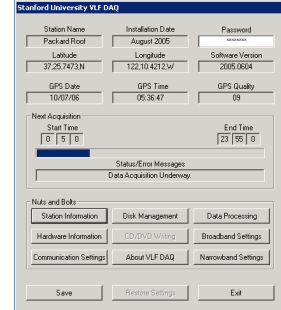 Stanford University VLF DAQ
Station Name Installation Date Password
Packard Roof August 2005 ********
Latitude Longitude Software Version
37,25.7473,N 122,10.4212,W 2005.0604
GPS Date GPS Time GPS Quality
10/07/06 05:36:47 09
Next Acquisition
Start Time End Time
0 5 0 23 55 0
Status/Error Messages
Data Acquisition Underway.
Nuts and Bolts
Station Information Disk Management Data Processing
Hardware Information CD/DVD Writing Broadband Settings
Communication Settings About VLF DAQ Narrowband Settings
Save Restore Settings Exit